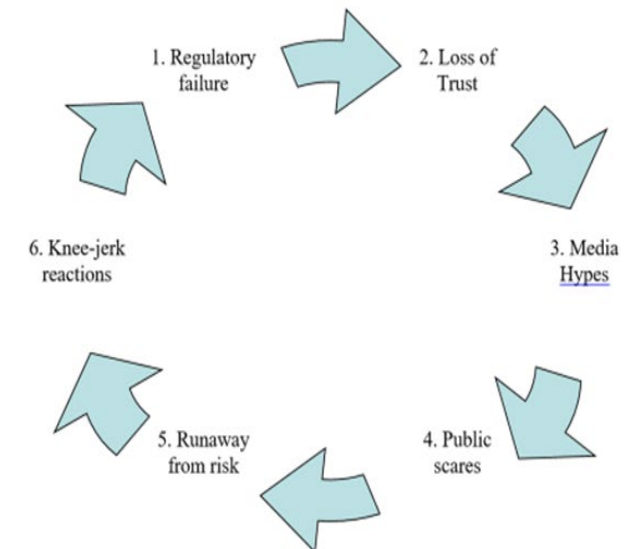 1. Regulatory
failure
2. Loss of
Trust
3. Media
Hypes
4. Public
scares
5. Runaway
from risk
6. Knee-jerk
reactions